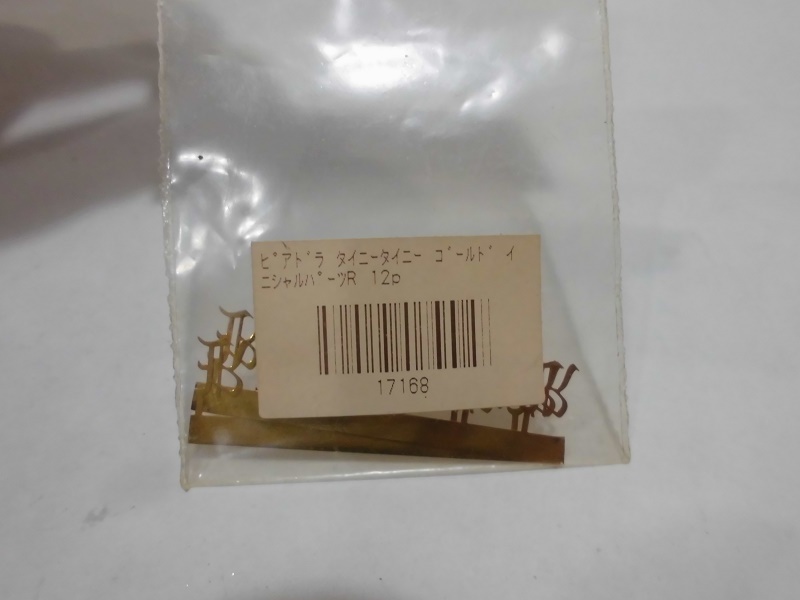 ﾋﾟｱﾄﾞﾗ ﾀｲﾆｰﾀｲﾆｰ ｺﾞｰﾙﾄﾞ ｲ
ﾆｼｬﾙﾊﾟｰﾂR 12p
17168